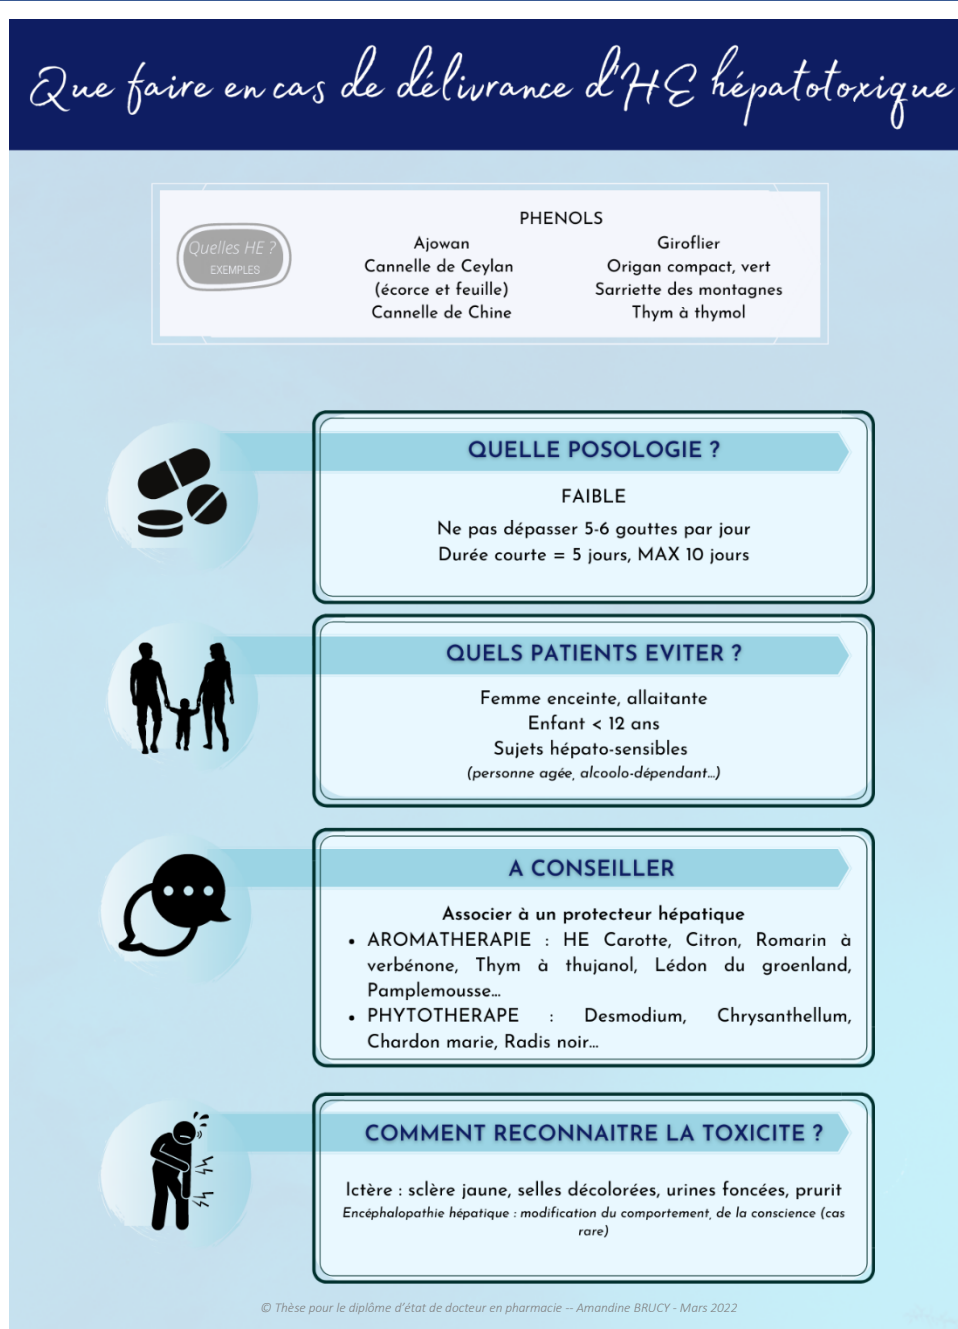 Que faire en cas de délivrance d'HE hépatotoxique
Quelles HE ?
EXEMPLES
PHENOLS
Ajowan
Cannelle de Ceylan
(écorce et feuille)
Cannelle de Chine
Giroflier
Origan compact, vert
Sarriette des montagnes
Thym à thymol
QUELLE POSOLOGIE ?
FAIBLE
Ne pas dépasser 5-6 gouttes par jour
Durée courte = 5 jours, MAX 10 jours
QUELS PATIENTS EVITER ?
Femme enceinte, allaitante
Enfant < 12 ans
Sujets hépato-sensibles
(personne agée, alcoolo-dépendant...)
A CONSEILLER
Associer à un protecteur hépatique
• AROMATHERAPIE : HE Carotte, Citron, Romarin à
verbénone, Thym à thujanol, Lédon du groenland,
Pamplemousse...
• PHYTOTHERAPE : Desmodium, Chrysanthellum,
Chardon marie, Radis noir...
COMMENT RECONNAITRE LA TOXICITE ?
Ictère : sclère jaune, selles décolorées, urines foncées, prurit
Encéphalopathie hépatique : modification du comportement, de la conscience (cas
rare)
© Thèse pour le diplôme d'état de docteur en pharmacie -- Amandine BRUCY - Mars 2022